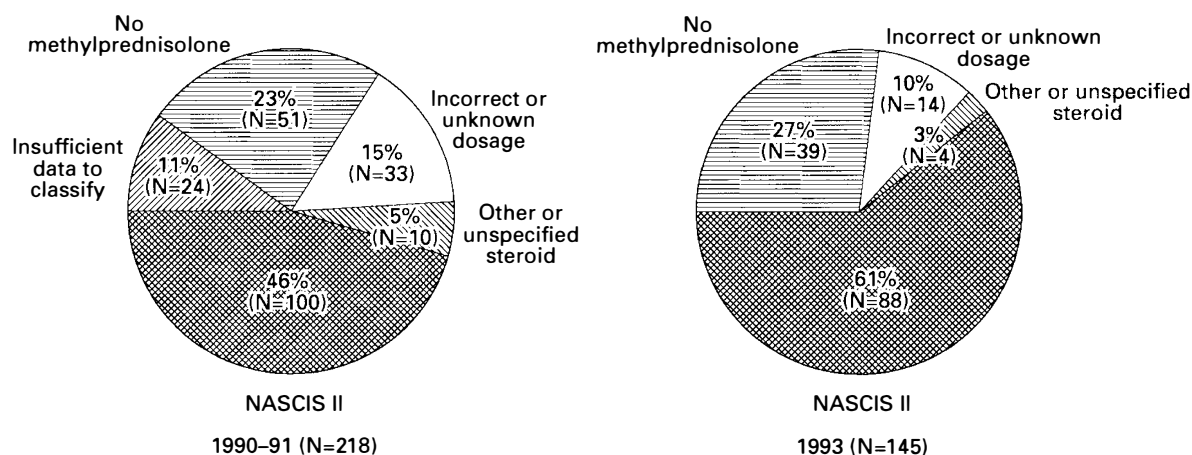 No
methylprednisolone
23%
(N=51)
Incorrect or
unknown
dosage
15%
(N=33)
Insufficient
data to
classify
11%
(N=24)
Other or
unspecified
steroid
5%
(N=10)
46%
(N=100)
NASCIS II
1990–91 (N=218)
No
methylprednisolone
27%
(N=39)
Incorrect or unknown
dosage
10%
(N=14)
Other or unspecified
steroid
3%
(N=4)
61%
(N=88)
NASCIS II
1993 (N=145)